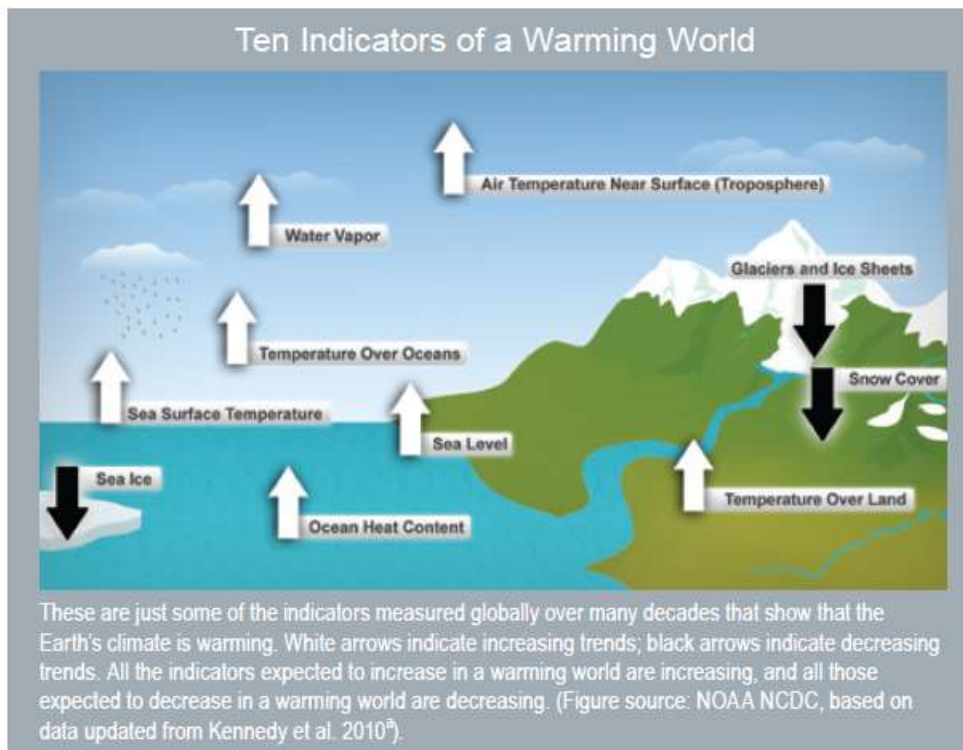 Ten Indicators of a Warming World
Air Temperature Near Surface (Troposphere)
Water Vapor
Glaciers and Ice Sheets
Temperature Over Oceans
Snow Cover
Sea Surface Temperature
Sea Level
Sea Ice
Temperature Over Land
Ocean Heat Content
These are just some of the indicators measured globally over many decades that show that the
Earth's climate is warming. White arrows indicate increasing trends; black arrows indicate decreasing
trends. All the indicators expected to increase in a warming world are increasing, and all those
expected to decrease in a warming world are decreasing. (Figure source: NOAA NCDC, based on
data updated from Kennedy et al. 2010ª).